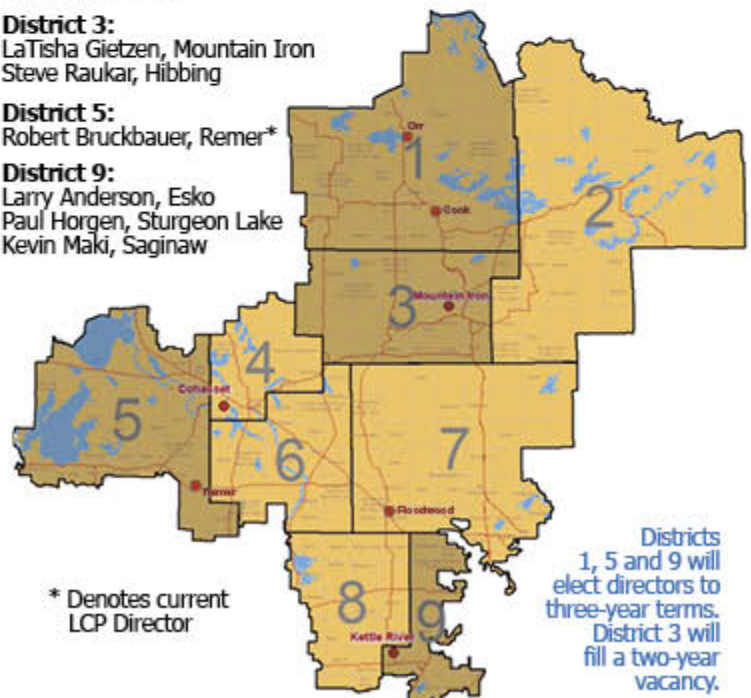 District 3:
LaTisha Gietzen, Mountain Iron
Steve Raukar, Hibbing
District 5:
Robert Bruckbauer, Remer*
District 9:
Larry Anderson, Esko
Paul Horgen, Sturgeon Lake
Kevin Maki, Saginaw
Orr
1
Cook
2
3
Mountain Iron
4
Cohasset
5
6
7
Remer
Floodwood
8
9
Kettle River
* Denotes current
LCP Director
Districts
1, 5 and 9 will
elect directors to
three-year terms.
District 3 will
fill a two-year
vacancy.